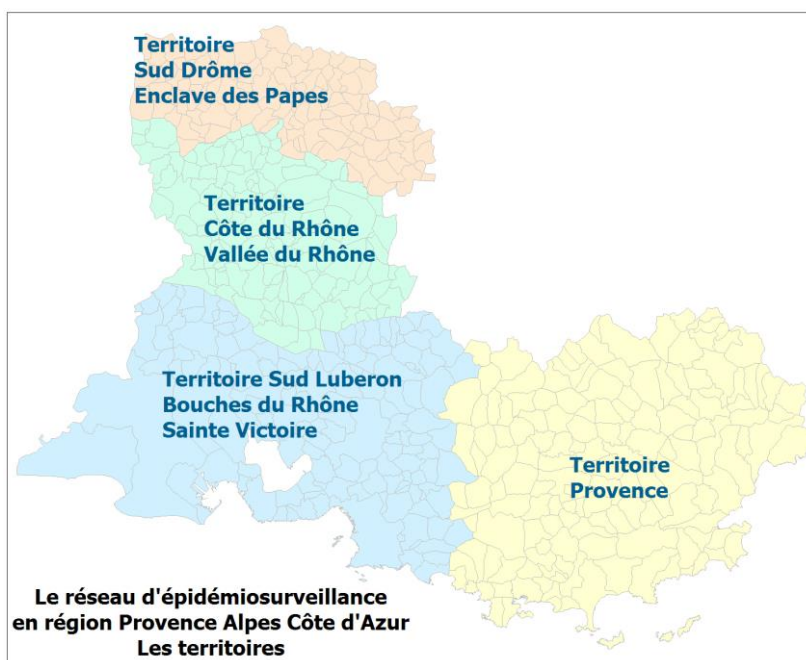 Territoire
Sud Drôme
Enclave des Papes
Territoire
Côte du Rhône
Vallée du Rhône
Territoire Sud Luberon
Bouches du Rhône
Sainte Victoire
Territoire
Provence
Le réseau d'épidémiosurveillance
en région Provence Alpes Côte d'Azur
Les territoires